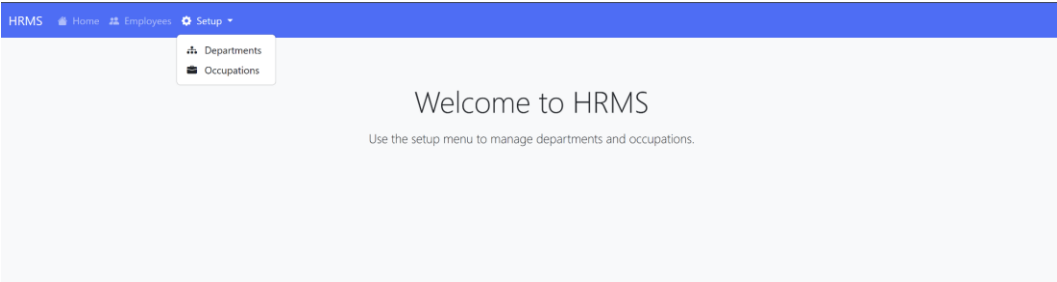 HRMS Home Employees Setup
Departments
Occupations
Welcome to HRMS
Use the setup menu to manage departments and occupations.